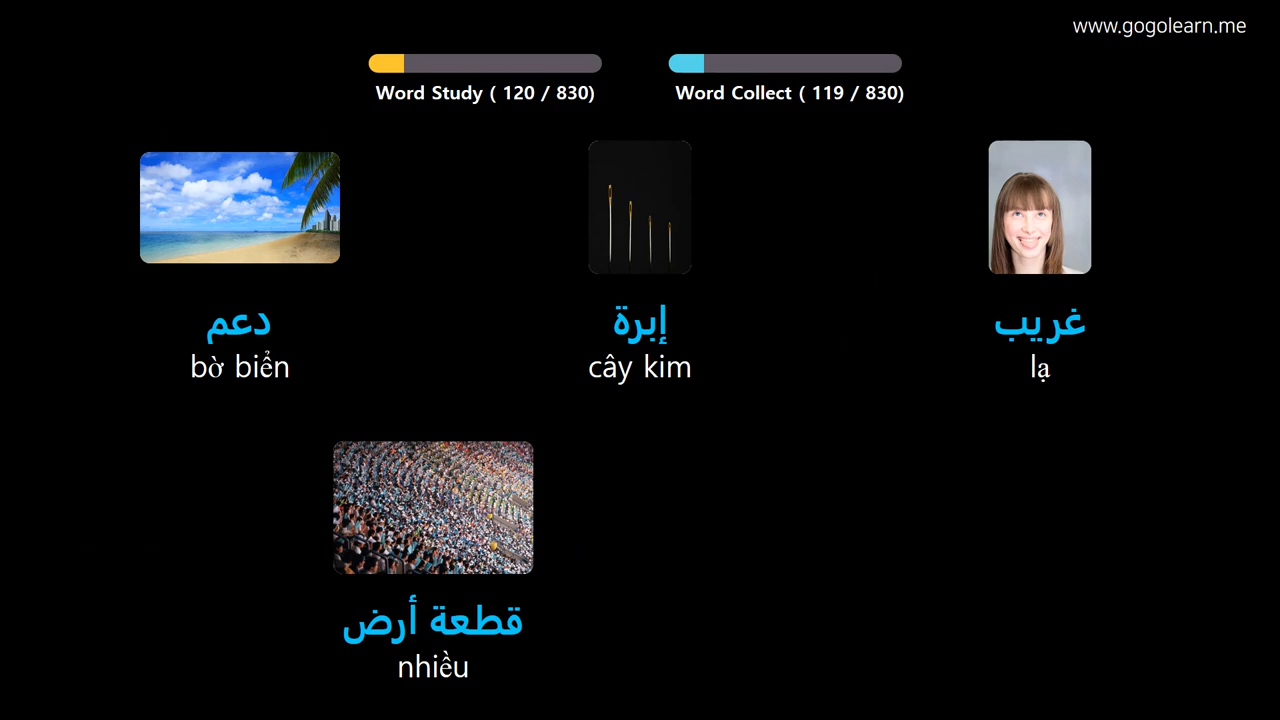 www.gogolearn.me
Word Study ( 120 / 830)
Word Collect ( 119 / 830)
دعم
bờ biển
إبرة
cây kim
غريب
lạ
قطعة أرض
nhiều